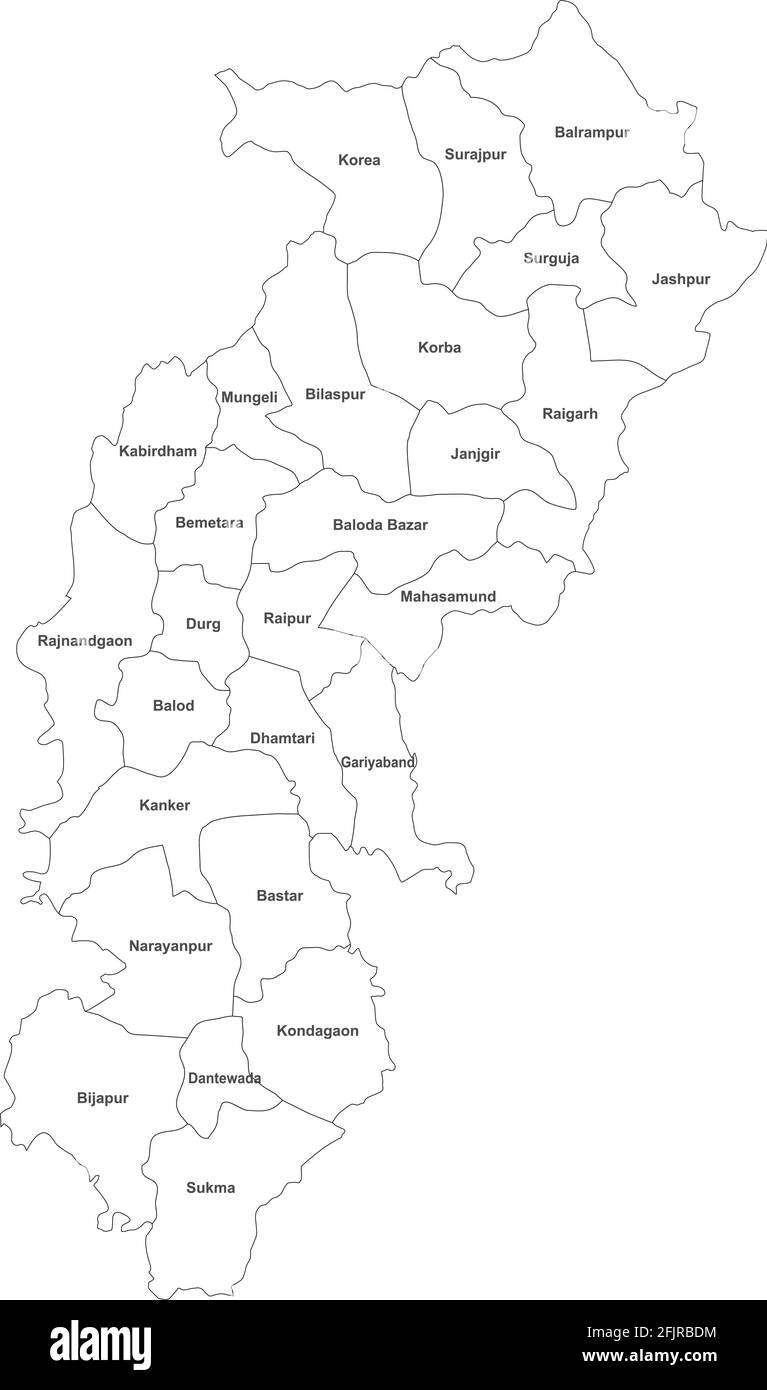 Balrampur
Surajpur
Korea
Surguja
Jashpur
Korba
Mungeli
Bilaspur
Raigarh
Kabirdham
Janjgir
Bemetara
Baloda Bazar
Mahasamund
Raipur
Durg
Rajnandgaon
Balod
Dhamtari
Gariyaband
Kanker
Bastar
Narayanpur
Kondagaon
Dantewada
Bijapur
Sukma
alamy
Image ID: 2FJRBDM
www.alamy.com